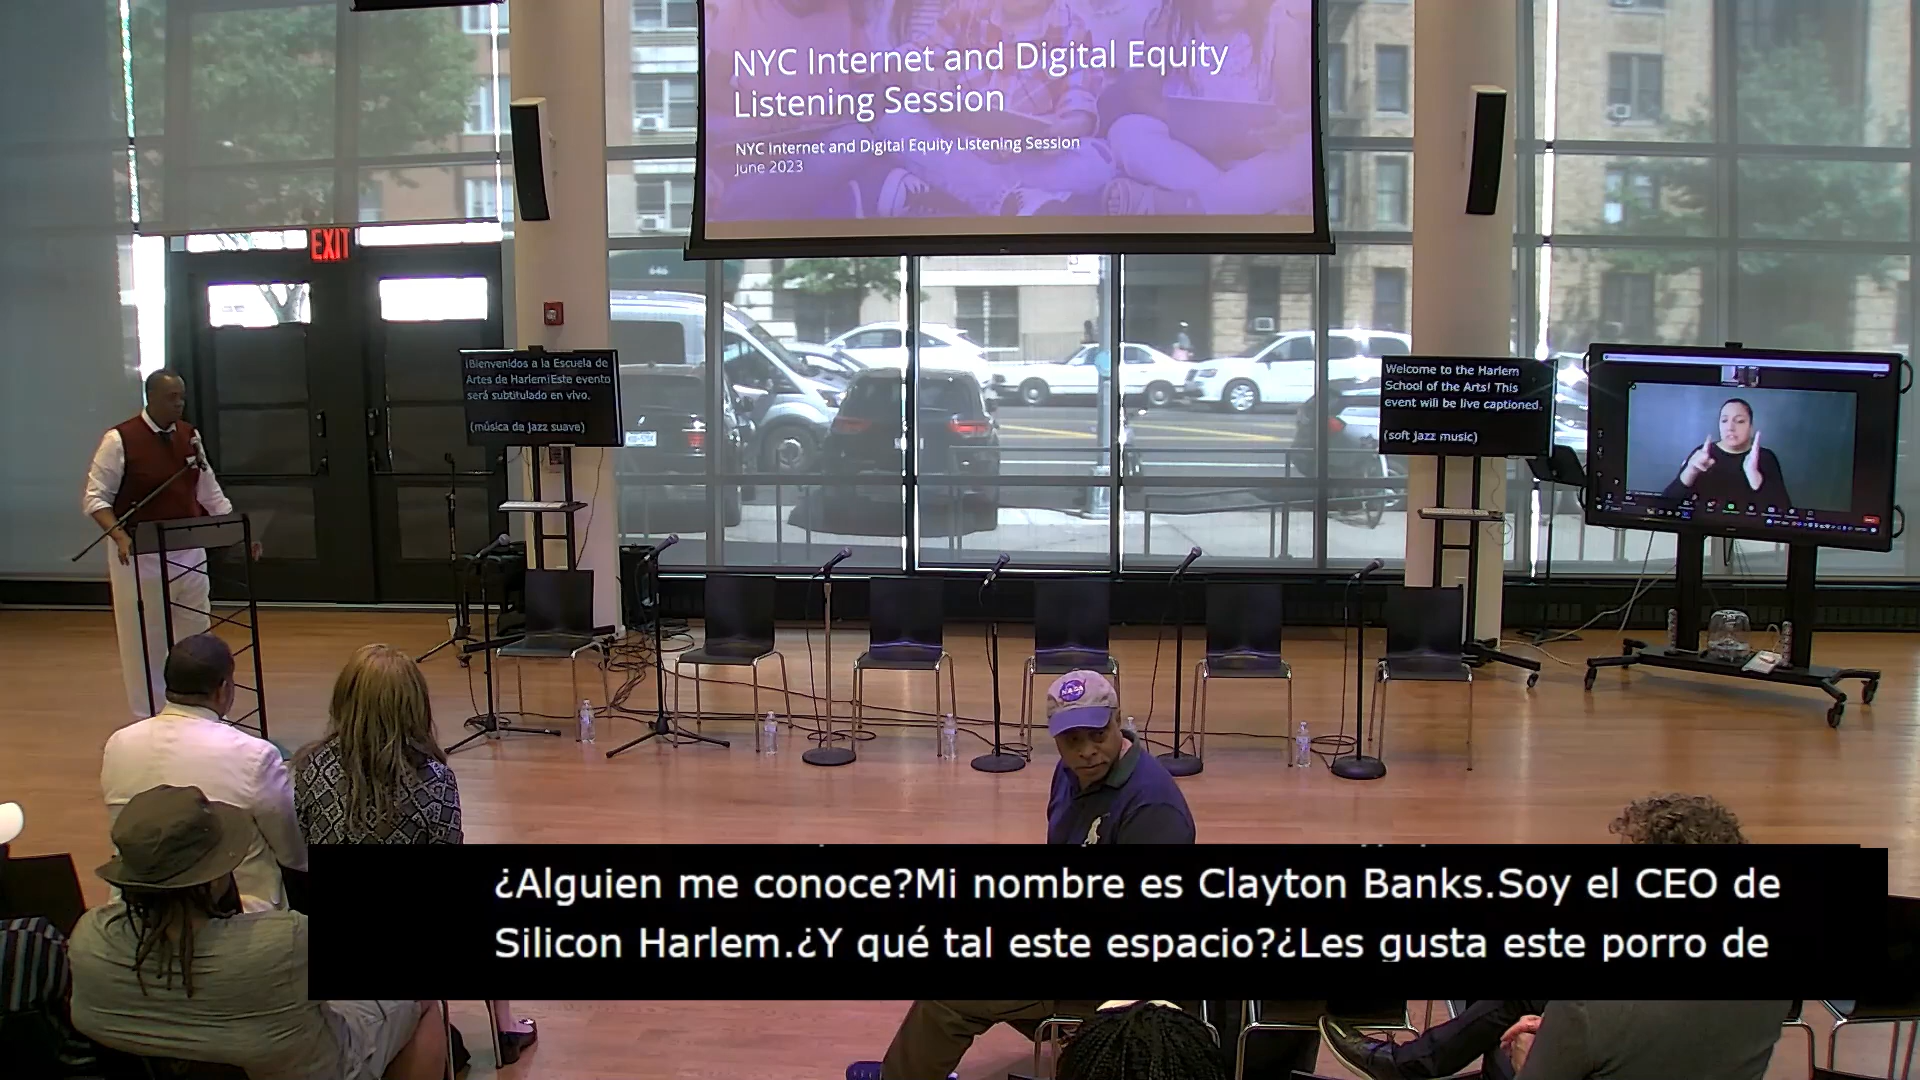 NYC Internet and Digital Equity
Listening Session
NYC Internet and Digital Equity Listening Session
June 2023
EXIT
646
¡Bienvenidos a la Escuela de
Artes de Harlem¡Este evento
será subtitulado en vivo.
(música de jazz suave)
Welcome to the Harlem
School of the Arts! This
event will be live captioned.
(soft jazz music)
NASA
¿Alguien me conoce?Mi nombre es Clayton Banks.Soy el CEO de
Silicon Harlem.¿Y qué tal este espacio?¿Les gusta este porro de